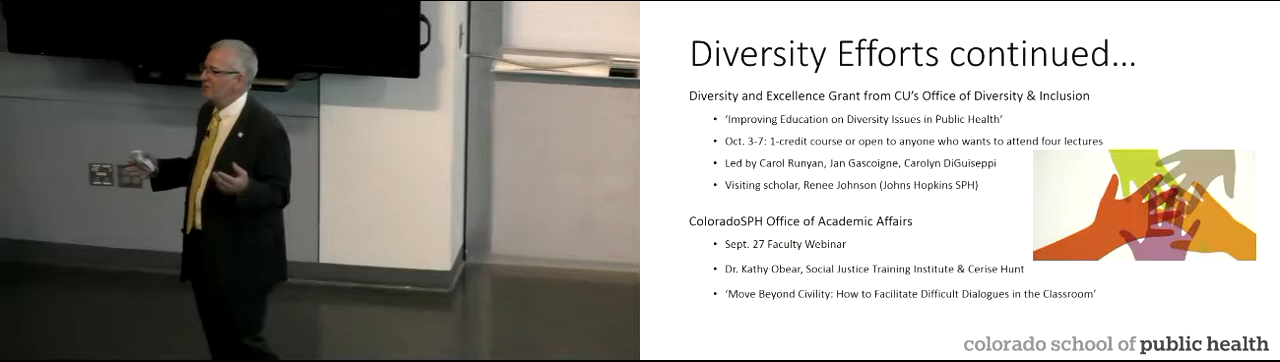 Diversity Efforts continued...
Diversity and Excellence Grant from CU's Office of Diversity & Inclusion
• 'Improving Education on Diversity Issues in Public Health'
• Oct. 3-7: 1-credit course or open to anyone who wants to attend four lectures
• Led by Carol Runyan, Jan Gascoigne, Carolyn DiGuiseppi
• Visiting scholar, Renee Johnson (Johns Hopkins SPH)
ColoradoSPH Office of Academic Affairs
• Sept. 27 Faculty Webinar
• Dr. Kathy Obear, Social Justice Training Institute & Cerise Hunt
• 'Move Beyond Civility: How to Facilitate Difficult Dialogues in the Classroom'
colorado school of public health